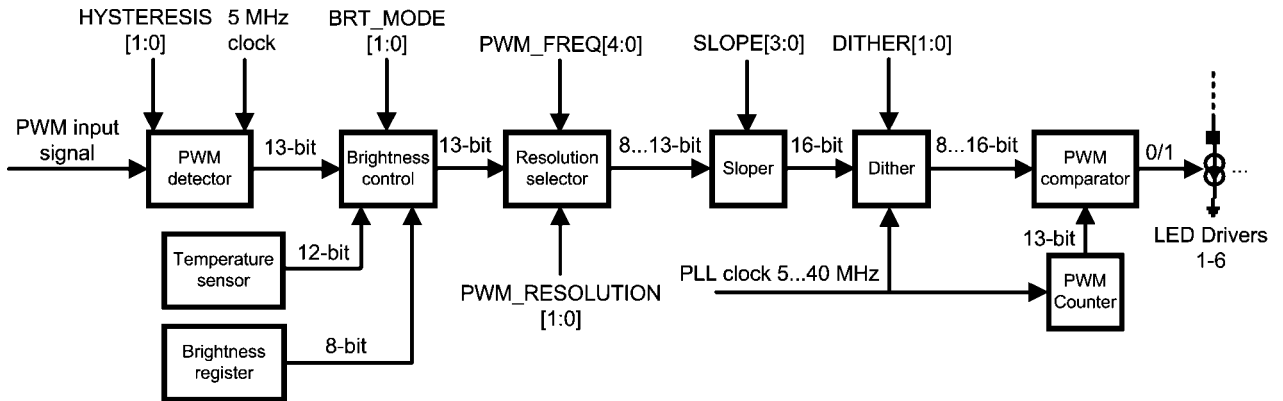 HYSTERESIS
[1:0]
5 MHz
clock
BRT_MODE
[1:0]
PWM_FREQ[4:0]
SLOPE[3:0]
DITHER[1:0]
PWM input
signal
PWM
detector
13-bit
Brightness
control
13-bit
Resolution
selector
8...13-bit
Sloper
16-bit
Dither
8...16-bit
PWM
comparator
0/1
...
LED Drivers
1-6
Temperature
sensor
12-bit
PWM_RESOLUTION
[1:0]
PLL clock 5...40 MHz
13-bit
PWM
Counter
Brightness
register
8-bit